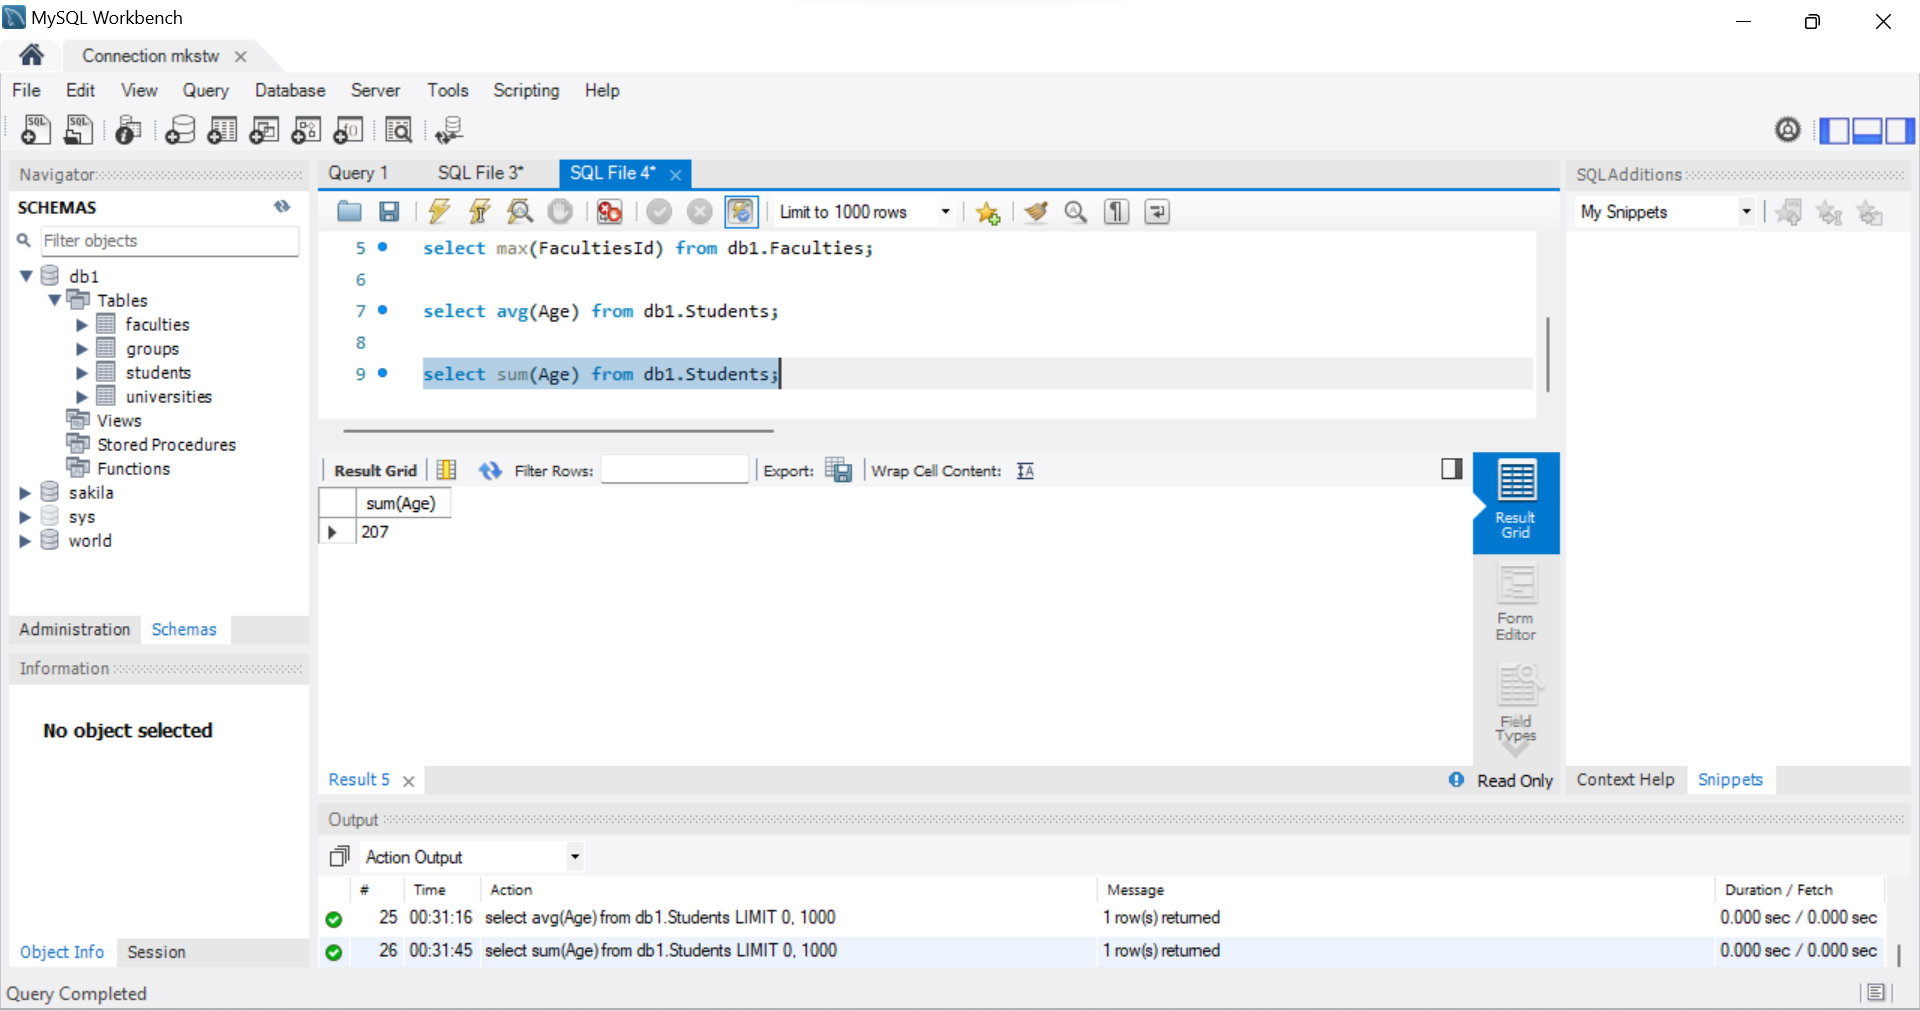 MySQL Workbench
Connection mkstw
File Edit View Query Database Server Tools Scripting Help
SQL SQL
Navigator
SCHEMAS
Filter objects
db1
Tables
faculties
groups
students
universities
Views
Stored Procedures
Functions
sakila
sys
world
Administration Schemas
Information
No object selected
Object Info Session
Query 1 SQL File 3* SQL File 4*
Limit to 1000 rows
5 select max(FacultiesId) from db1.Faculties;
6
7 select avg(Age) from db1.Students;
8
9 select sum(Age) from db1.Students;
Result Grid Filter Rows: Export: Wrap Cell Content:
sum(Age)
207
Result
Grid
Form
Editor
Field
Types
Result 5
Read Only
SQLAdditions
My Snippets
Context Help Snippets
Output
Action Output
# Time Action Message Duration / Fetch
25 00:31:16 select avg(Age) from db1.Students LIMIT 0, 1000 1 row(s) returned 0.000 sec / 0.000 sec
26 00:31:45 select sum(Age) from db1.Students LIMIT 0, 1000 1 row(s) returned 0.000 sec / 0.000 sec
Query Completed